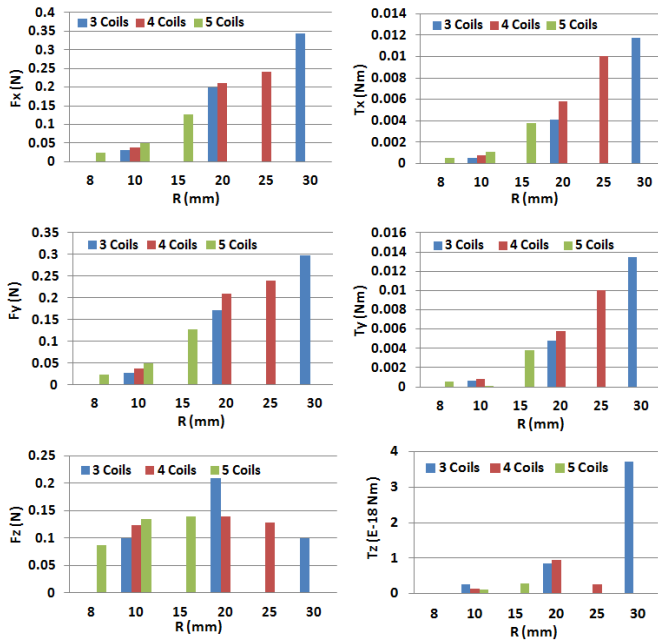 0.4
0.35
0.3
0.25
0.2
0.15
0.1
0.05
0
Fx (N)
3 Coils 4 Coils 5 Coils
8 10 15 20 25 30
R (mm)
0.014
0.012
0.01
0.008
0.006
0.004
0.002
0
Tx (Nm)
3 Coils 4 Coils 5 Coils
8 10 15 20 25 30
R (mm)
0.35
0.3
0.25
0.2
0.15
0.1
0.05
0
Fy (N)
3 Coils 4 Coils 5 Coils
8 10 15 20 25 30
R (mm)
0.016
0.014
0.012
0.01
0.008
0.006
0.004
0.002
0
Ty (Nm)
3 Coils 4 Coils 5 Coils
8 10 15 20 25 30
R (mm)
0.25
0.2
0.15
0.1
0.05
0
Fz (N)
3 Coils 4 Coils 5 Coils
8 10 15 20 25 30
R (mm)
4
3
2
1
0
Tz (E-18 Nm)
3 Coils 4 Coils 5 Coils
8 10 15 20 25 30
R (mm)